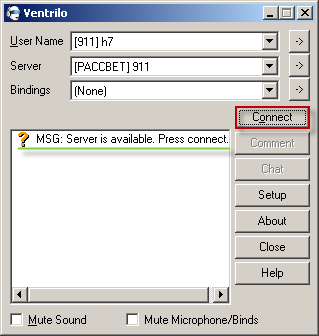 Ventrilo
User Name [911] h7 ->
Server [PACCBET] 911 ->
Bindings (None) ->
Connect
? MSG: Server is available. Press connect.
Comment
Chat
Setup
About
Close
Help
Mute Sound Mute Microphone/Binds